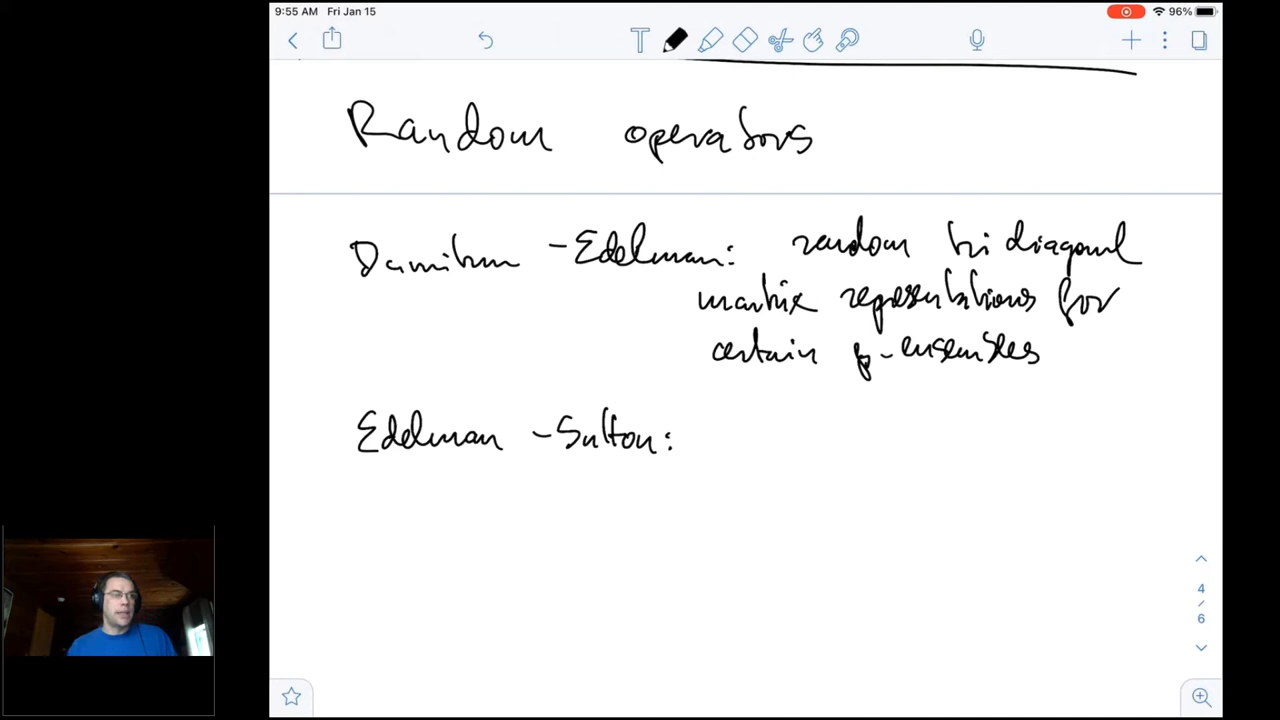 9:55 AM Fri Jan 15
96%
Random operators
Dumitriu - Edelman: random tridiagonal
matrix representations for
certain β-ensembles
Edelman - Sutton:
4
/
6